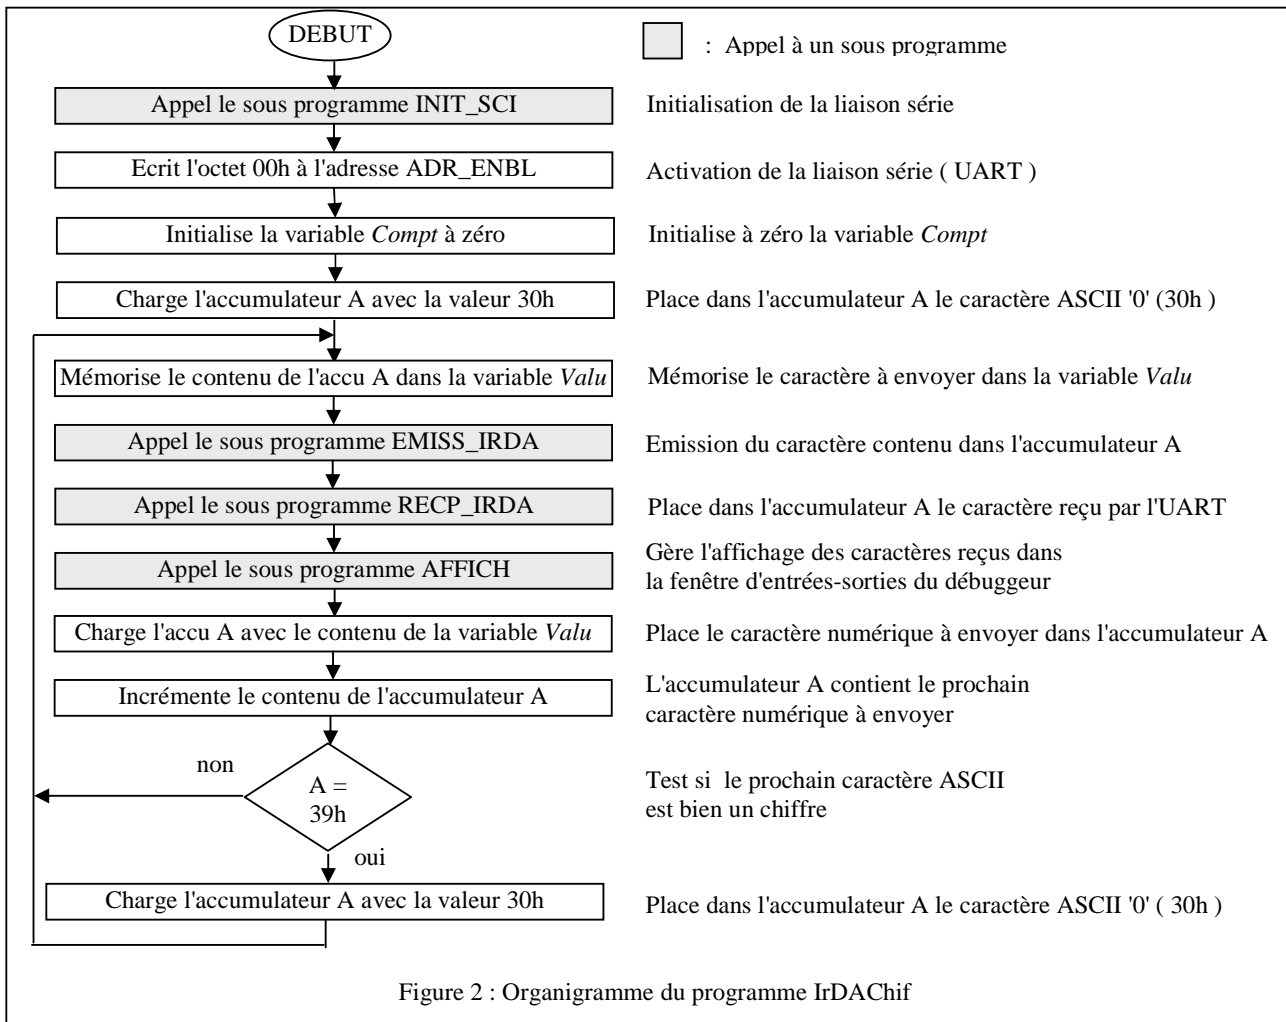 DEBUT
: Appel à un sous programme
Appel le sous programme INIT_SCI
Initialisation de la liaison série
Ecrit l'octet 00h à l'adresse ADR_ENBL
Activation de la liaison série ( UART )
Initialise la variable Compt à zéro
Initialise à zéro la variable Compt
Charge l'accumulateur A avec la valeur 30h
Place dans l'accumulateur A le caractère ASCII '0' (30h )
Mémorise le contenu de l'accu A dans la variable Valu
Mémorise le caractère à envoyer dans la variable Valu
Appel le sous programme EMISS_IRDA
Emission du caractère contenu dans l'accumulateur A
Appel le sous programme RECP_IRDA
Place dans l'accumulateur A le caractère reçu par l'UART
Appel le sous programme AFFICH
Gère l'affichage des caractères reçus dans
la fenêtre d'entrées-sorties du débuggeur
Charge l'accu A avec le contenu de la variable Valu
Place le caractère numérique à envoyer dans l'accumulateur A
Incrémente le contenu de l'accumulateur A
L'accumulateur A contient le prochain
caractère numérique à envoyer
non
A =
39h
Test si le prochain caractère ASCII
est bien un chiffre
oui
Charge l'accumulateur A avec la valeur 30h
Place dans l'accumulateur A le caractère ASCII '0' ( 30h )
Figure 2 : Organigramme du programme IrDAChif